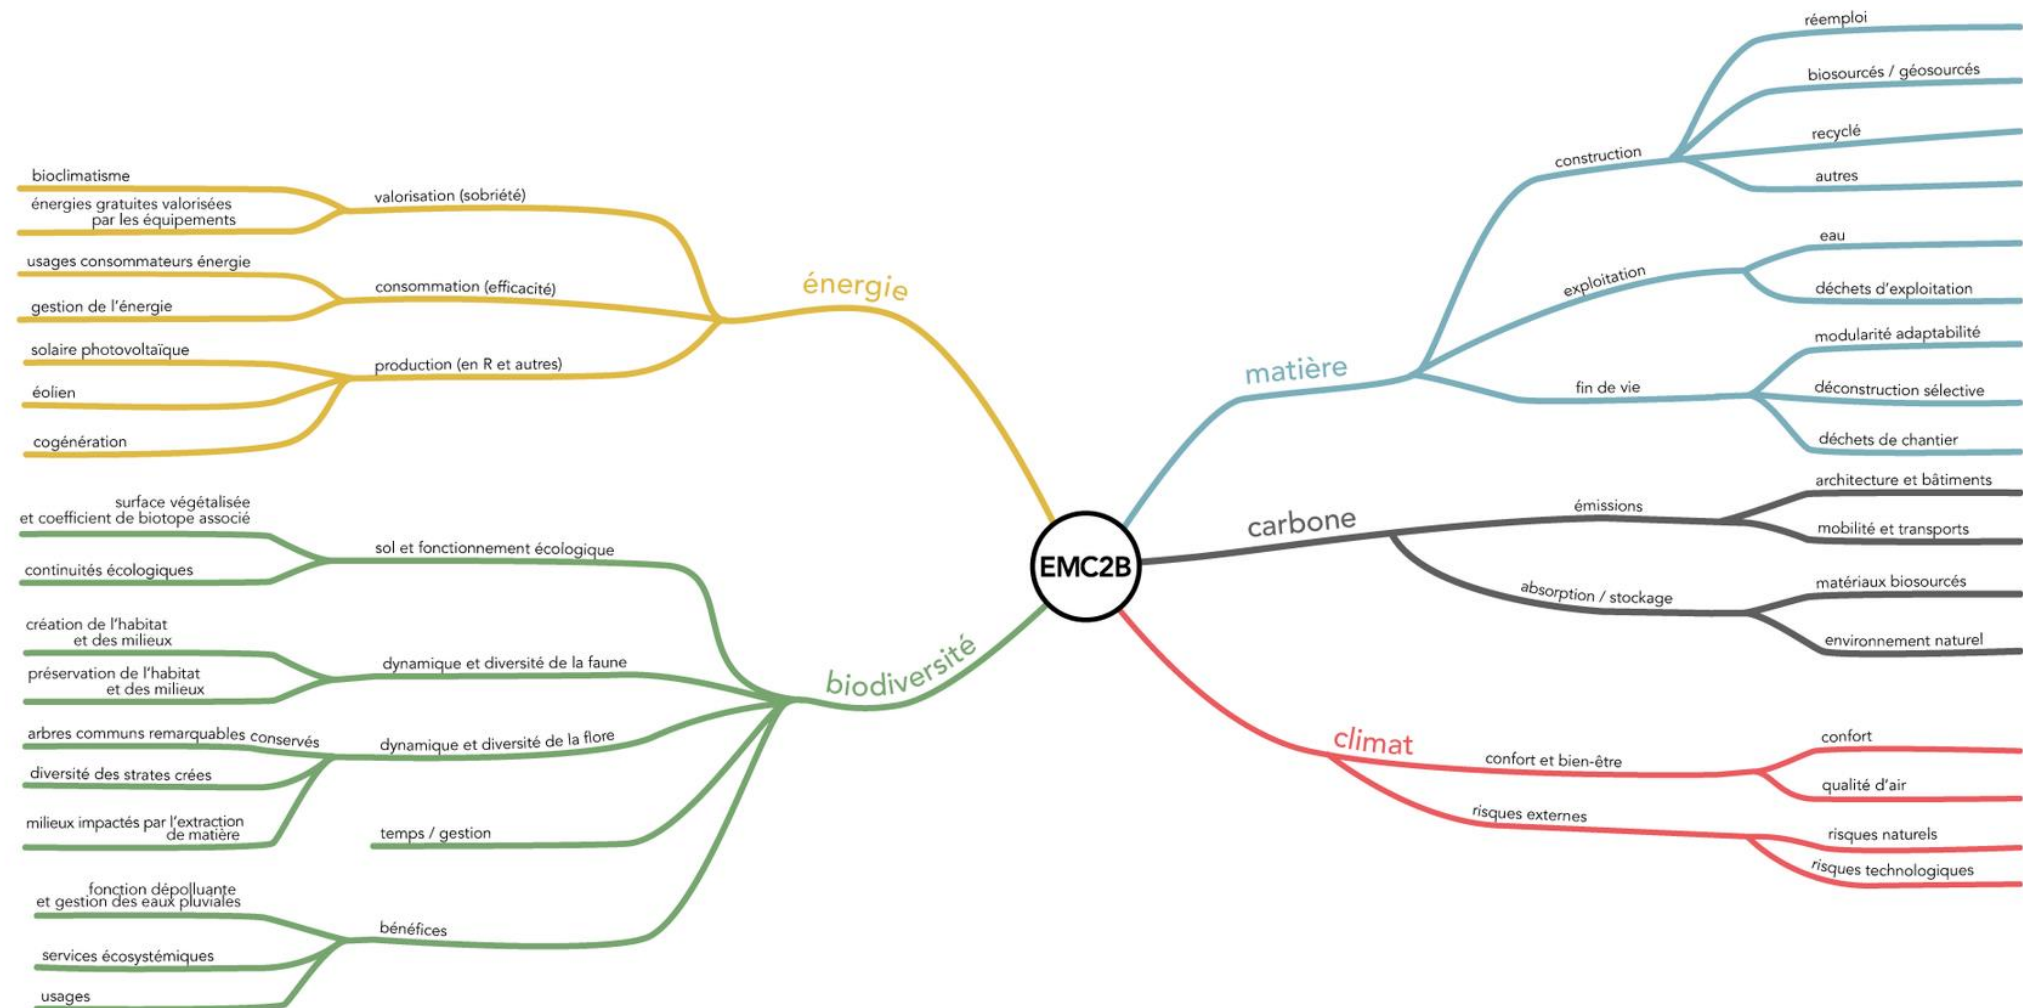 EMC2B
énergie
valorisation (sobriété)
bioclimatisme
énergies gratuites valorisées
par les équipements
consommation (efficacité)
usages consommateurs énergie
gestion de l'énergie
production (en R et autres)
solaire photovoltaïque
éolien
cogénération
biodiversité
sol et fonctionnement écologique
surface végétalisée
et coefficient de biotope associé
continuités écologiques
dynamique et diversité de la faune
création de l'habitat
et des milieux
préservation de l'habitat
et des milieux
dynamique et diversité de la flore
arbres communs remarquables conservés
diversité des strates crées
milieux impactés par l'extraction
de matière
temps / gestion
bénéfices
fonction dépolluante
et gestion des eaux pluviales
services écosystémiques
usages
matière
construction
réemploi
biosourcés / géosourcés
recyclé
autres
exploitation
eau
déchets d'exploitation
fin de vie
modularité adaptabilité
déconstruction sélective
déchets de chantier
carbone
émissions
architecture et bâtiments
mobilité et transports
absorption / stockage
matériaux biosourcés
environnement naturel
climat
confort et bien-être
confort
qualité d'air
risques externes
risques naturels
risques technologiques